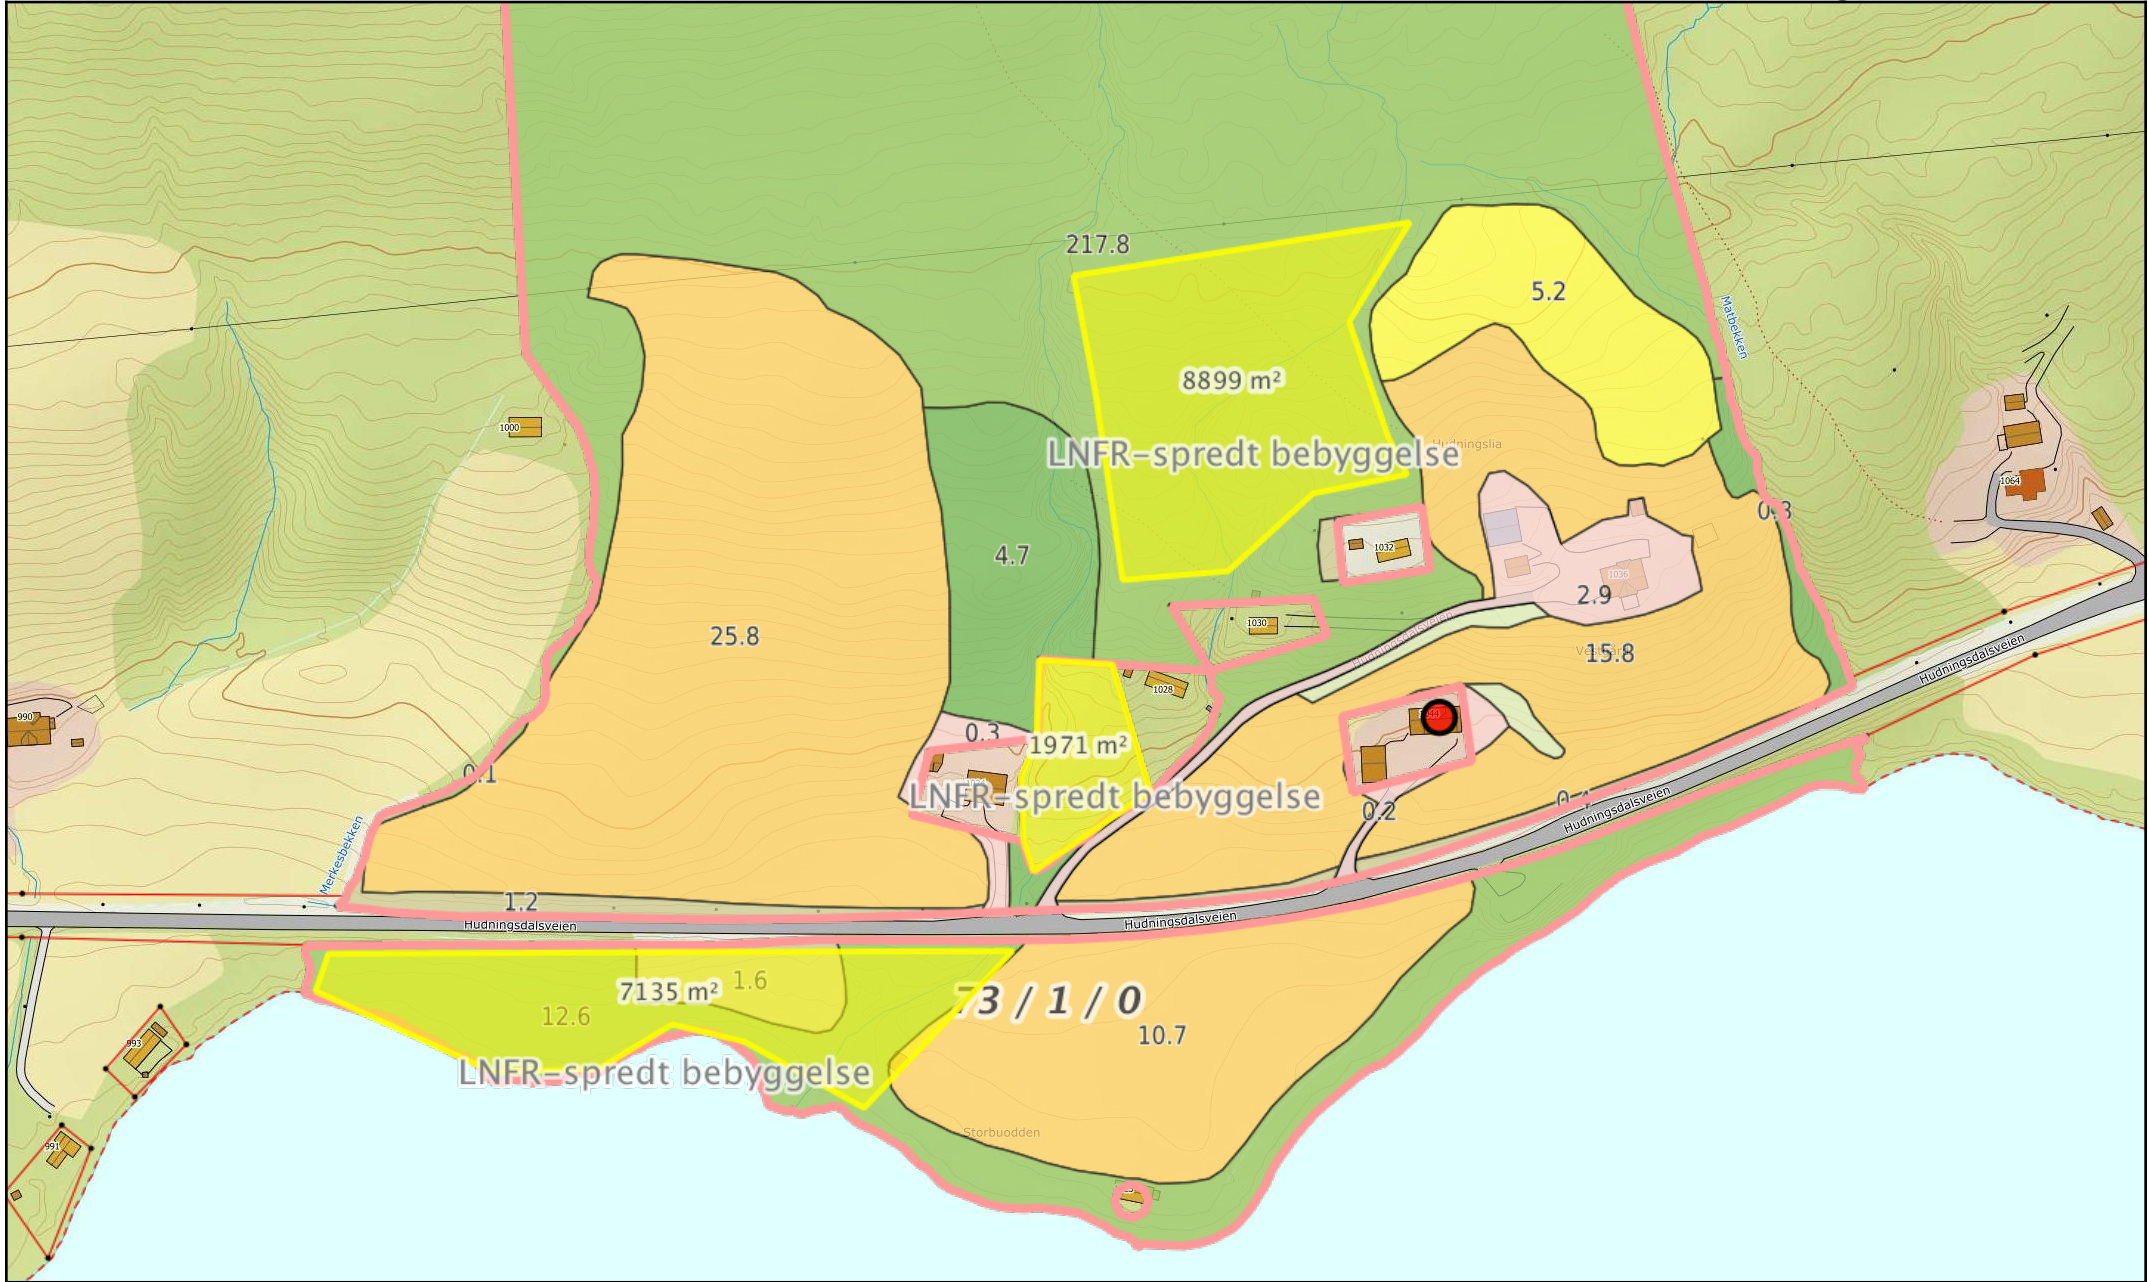 217.8
5.2
Matbekken
8899 m²
1000
Hudningslia
LNFR-spredt bebyggelse
1064
0.3
1032
4.7
1036
2.9
1030
Hudningsdalsveien
25.8
15.8
Hudningsdalsveien
1028
990
0.3
1971 m²
0.1
LNFR-spredt bebyggelse
0.2
Hudningsdalsveien
Merkesbekken
1.2
Hudningsdalsveien
Hudningsdalsveien
1.6
7135 m²
73 / 1 / 0
12.6
10.7
993
LNFR-spredt bebyggelse
Storbuodden
991